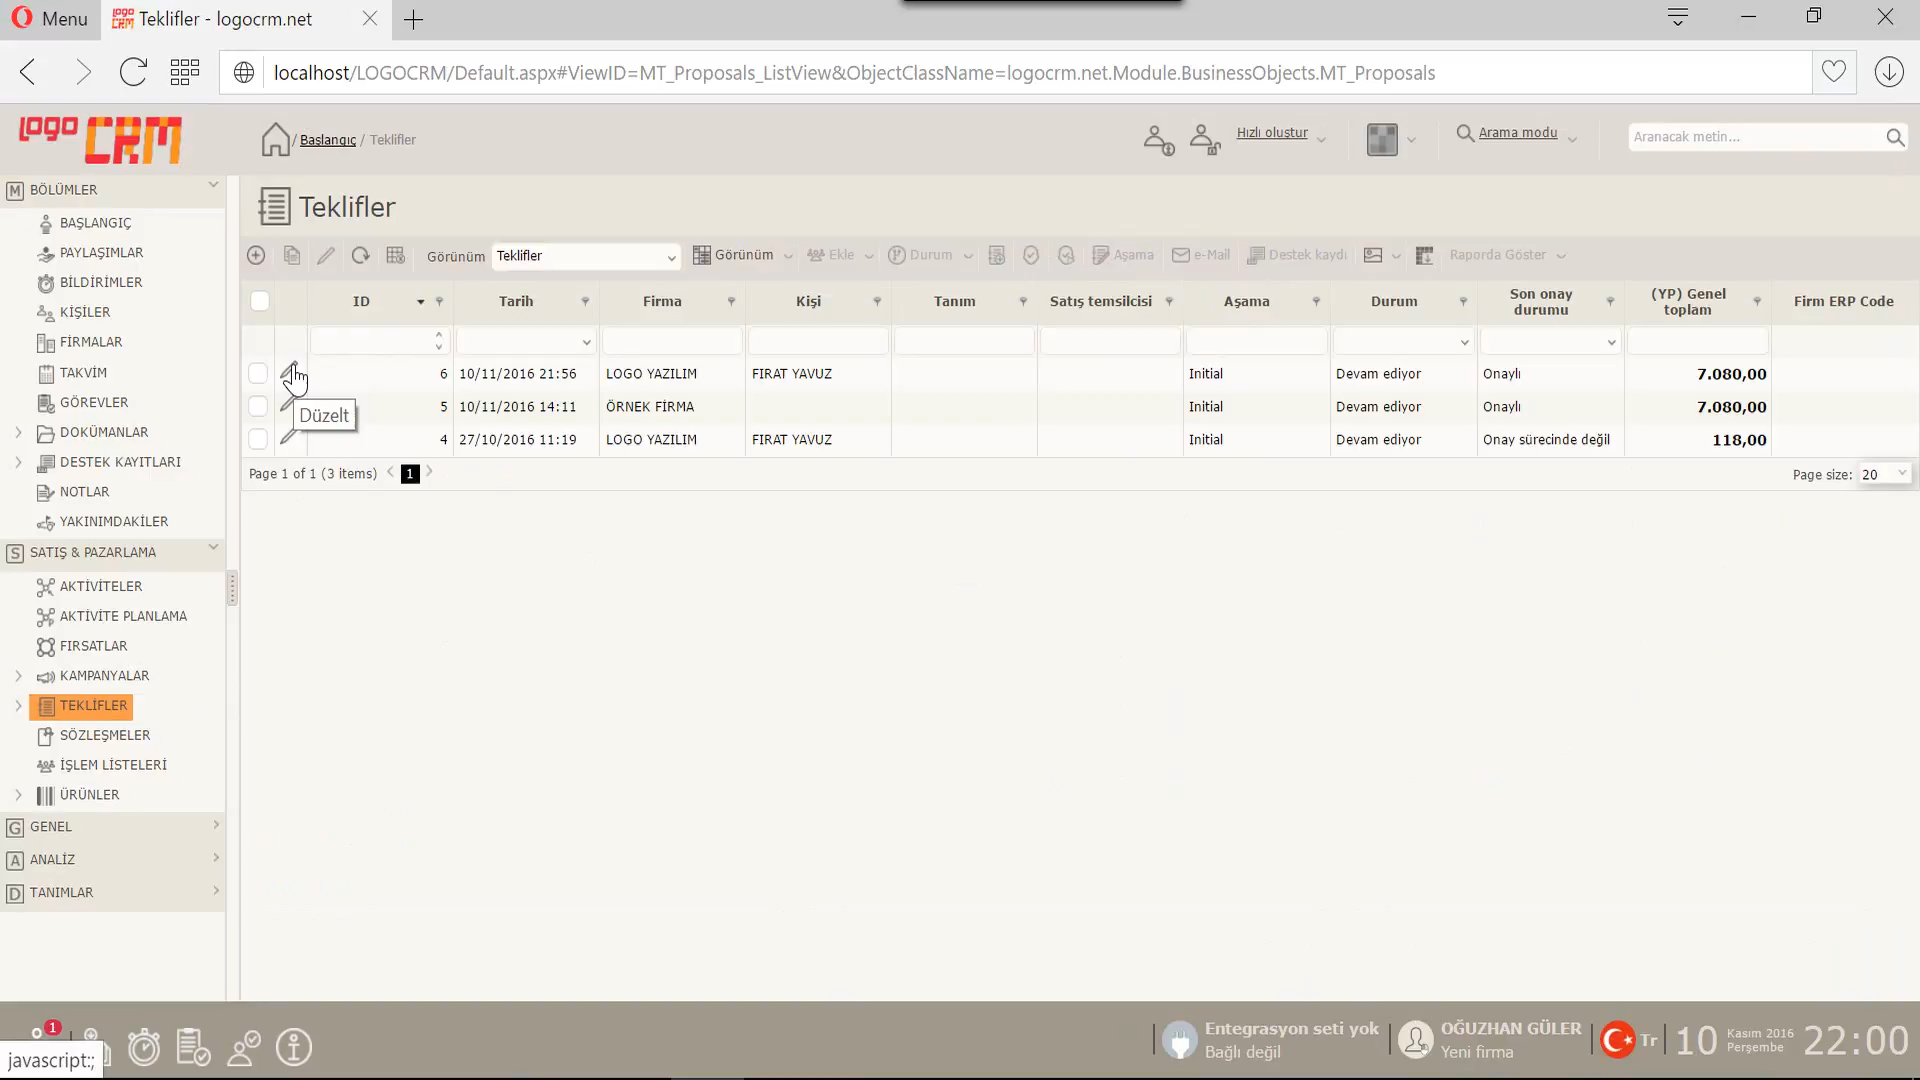 Menu
Teklifler - logocrm.net
localhost/LOGOCRM/Default.aspx#ViewID=MT_Proposals_ListView&ObjectClassName=logocrm.net.Module.BusinessObjects.MT_Proposals
Logo CRM
/ Başlangıç / Teklifler
Hızlı oluştur
Arama modu
Aranacak metin...
M BÖLÜMLER
BAŞLANGIÇ
PAYLAŞIMLAR
BİLDİRİMLER
KİŞİLER
FİRMALAR
TAKVİM
GÖREVLER
DOKÜMANLAR
DESTEK KAYITLARI
NOTLAR
YAKINIMDAKİLER
S SATIŞ & PAZARLAMA
AKTİVİTELER
AKTİVİTE PLANLAMA
FIRSATLAR
KAMPANYALAR
TEKLİFLER
SÖZLEŞMELER
İŞLEM LİSTELERİ
ÜRÜNLER
G GENEL
A ANALİZ
D TANIMLAR
Teklifler
Görünüm Teklifler Görünüm Ekle Durum Aşama e-Mail Destek kaydı Raporda Göster
ID Tarih Firma Kişi Tanım Satış temsilcisi Aşama Durum Son onay durumu (YP) Genel toplam Firm ERP Code
6 10/11/2016 21:56 LOGO YAZILIM FIRAT YAVUZ Initial Devam ediyor Onaylı 7.080,00
5 10/11/2016 14:11 ÖRNEK FİRMA Initial Devam ediyor Onaylı 7.080,00
Düzelt
4 27/10/2016 11:19 LOGO YAZILIM FIRAT YAVUZ Initial Devam ediyor Onay sürecinde değil 118,00
Page 1 of 1 (3 items) 1
Page size: 20
1
javascript:;
Entegrasyon seti yok
Bağlı değil
OĞUZHAN GÜLER
Yeni firma
Tr
10 Kasım 2016
Perşembe
22:00